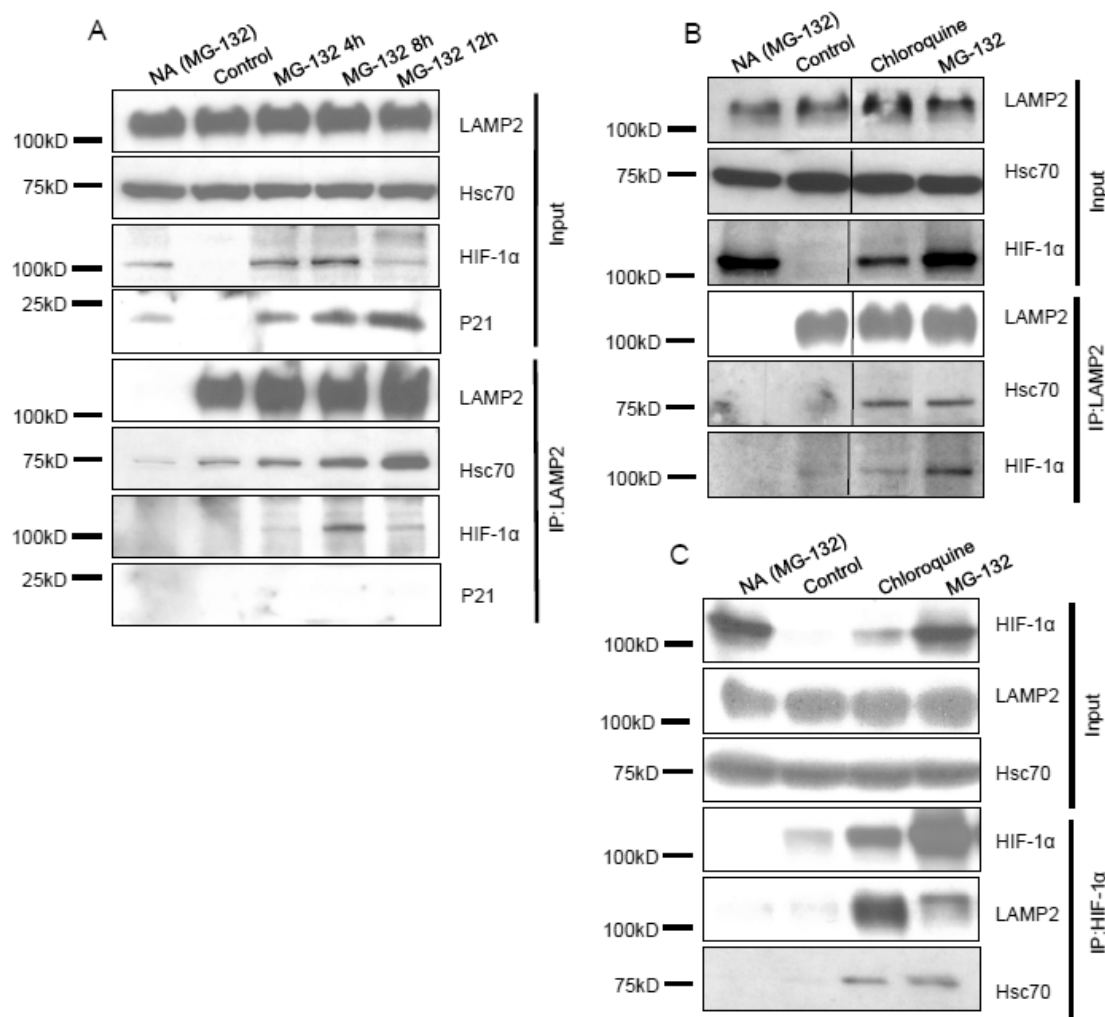 A
NA (MG-132)
Control
MG-132 4h
MG-132 8h
MG-132 12h
100kD
LAMP2
75kD
Hsc70
100kD
HIF-1α
25kD
P21
Input
100kD
LAMP2
75kD
Hsc70
100kD
HIF-1α
25kD
P21
IP:LAMP2
B
NA (MG-132)
Control
Chloroquine
MG-132
100kD
LAMP2
75kD
Hsc70
100kD
HIF-1α
Input
100kD
LAMP2
75kD
Hsc70
100kD
HIF-1α
IP:LAMP2
C
NA (MG-132)
Control
Chloroquine
MG-132
100kD
HIF-1α
100kD
LAMP2
75kD
Hsc70
Input
100kD
HIF-1α
100kD
LAMP2
75kD
Hsc70
IP:HIF-1α